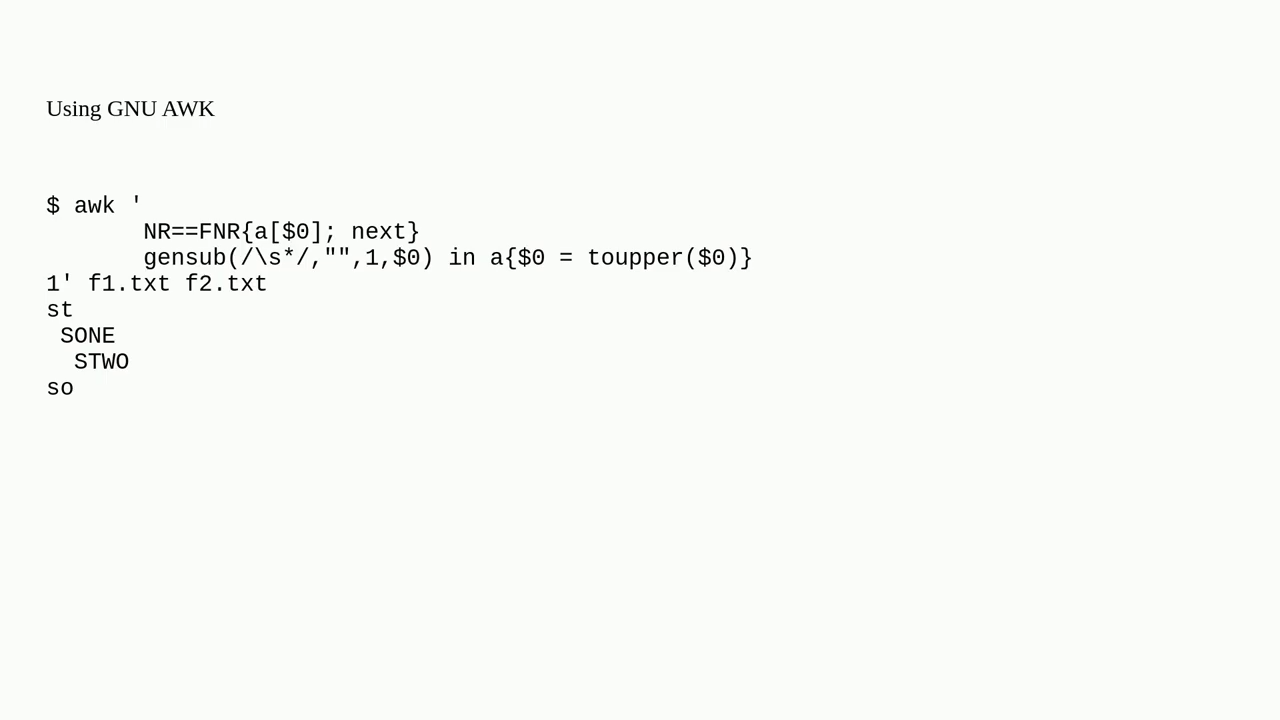 Using GNU AWK
$ awk '
       NR==FNR{a[$0]; next}
       gensub(/\s*/,"",1,$0) in a{$0 = toupper($0)}
1' f1.txt f2.txt
st
 SONE
  STWO
so